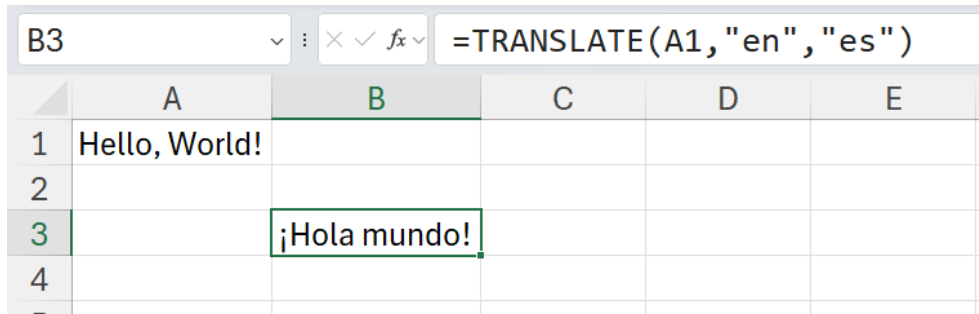 B3 fx =TRANSLATE(A1,"en","es")
A B C D E
1 Hello, World!
2
3 ¡Hola mundo!
4